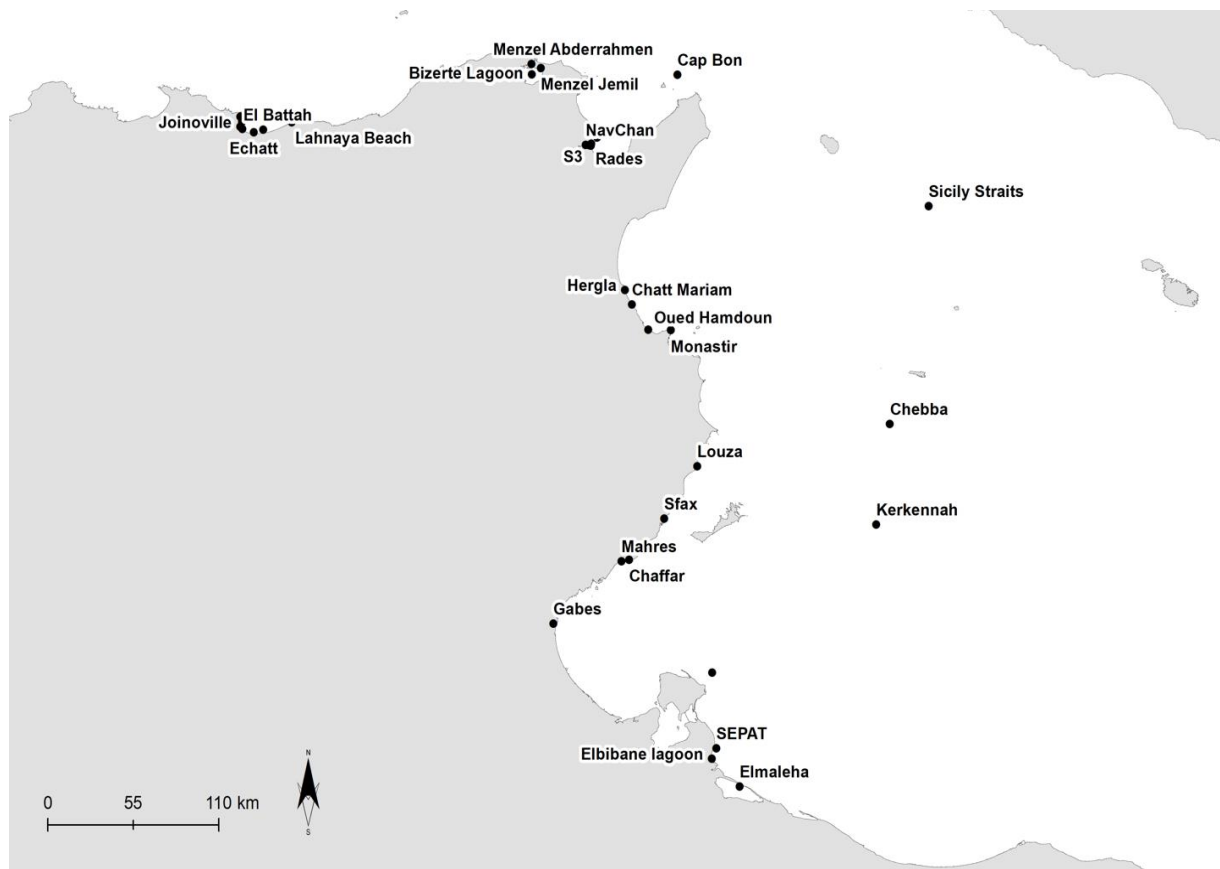 Menzel Abderrahmen
Cap Bon
Bizerte Lagoon
Menzel Jemil
El Battah
Joinoville
Lahnaya Beach
Echatt
NavChan
S3
Rades
Sicily Straits
Hergla
Chatt Mariam
Oued Hamdoun
Monastir
Chebba
Louza
Sfax
Kerkennah
Mahres
Chaffar
Gabes
SEPAT
Elbibane lagoon
Elmaleha
N
S
0 55 110 km